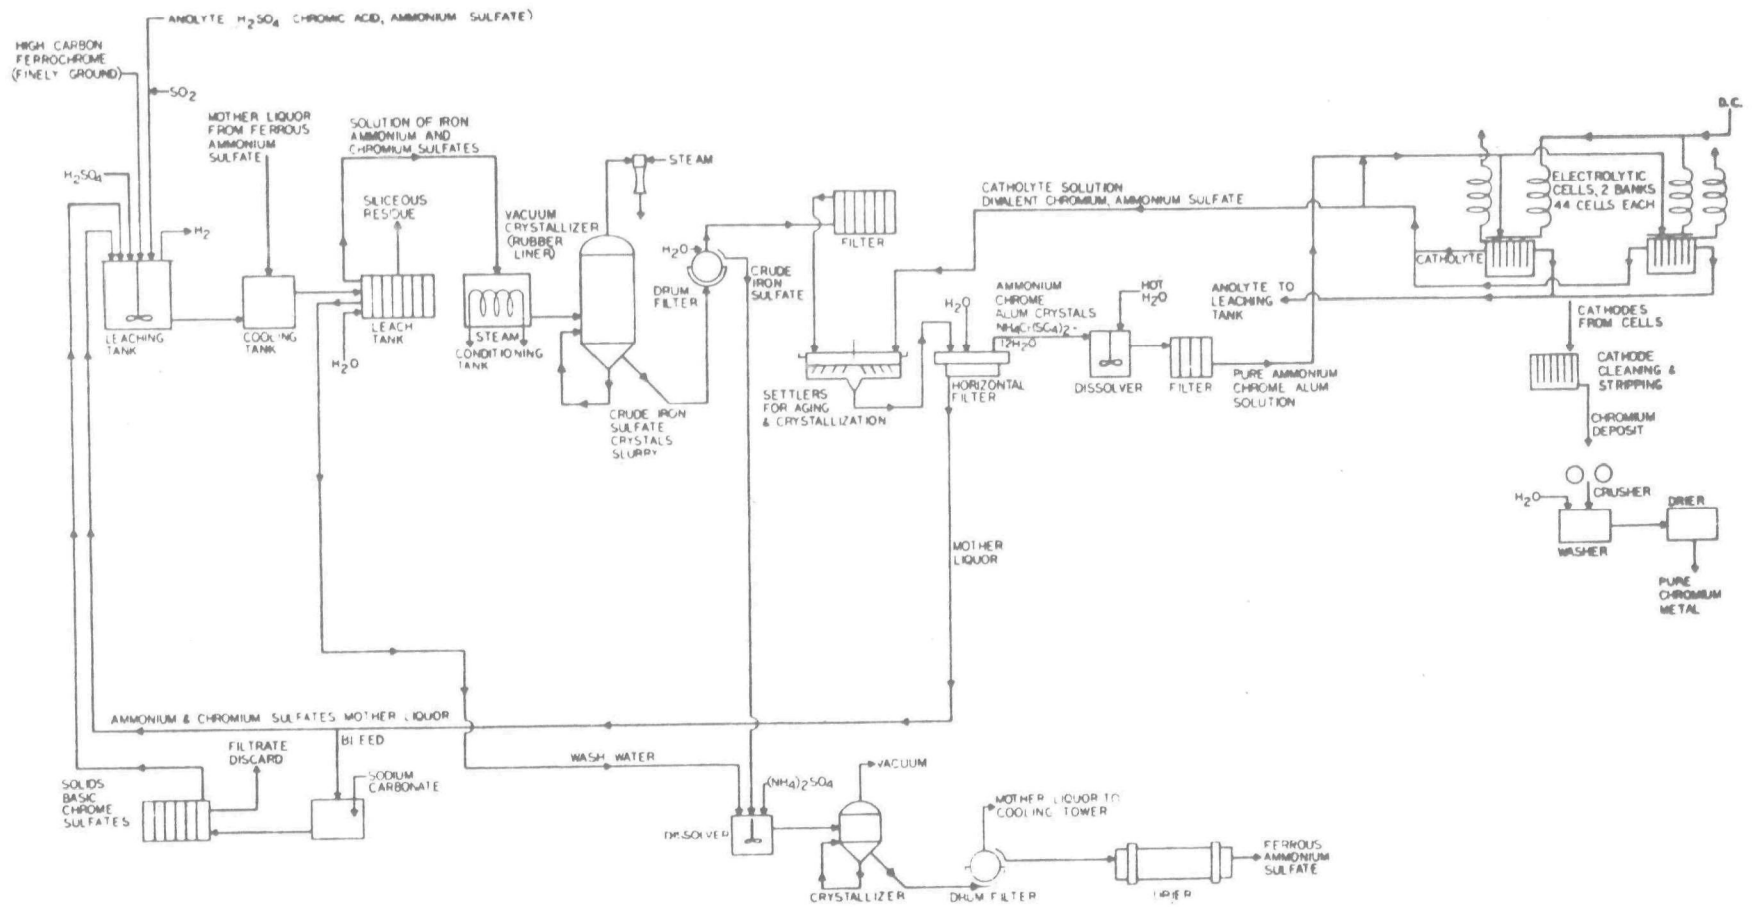 ANOLYTE H2SO4 CHROMIC ACID, AMMONIUM SULFATE)
HIGH CARBON
FERROCHROME
(FINELY GROUND)
SO2
MOTHER LIQUOR
FROM FERROUS
AMMONIUM
SULFATE
H2SO4
H2
LEACHING
TANK
COOLING
TANK
SOLUTION OF IRON
AMMONIUM AND
CHROMIUM SULFATES
SILICEOUS
RESIDUE
LEACH
TANK
H2O
VACUUM
CRYSTALLIZER
(RUBBER
LINER)
STEAM
CONDITIONING
TANK
STEAM
H2O
DRUM
FILTER
CRUDE
IRON
SULFATE
CRUDE IRON
SULFATE
CRYSTALS
SLURRY
FILTER
SETTLERS
FOR AGING
& CRYSTALLIZATION
CATHOLYTE SOLUTION
DIVALENT CHROMIUM, AMMONIUM SULFATE
H2O
HORIZONTAL
FILTER
AMMONIUM
CHROME
ALUM CRYSTALS
NH4Cr(SO4)2-
12H2O
HOT
H2O
DISSOLVER
FILTER
PURE AMMONIUM
CHROME ALUM
SOLUTION
D.C.
ELECTROLYTIC
CELLS, 2 BANKS
44 CELLS EACH
CATHOLYTE
ANOLYTE TO
LEACHING
TANK
CATHODES
FROM CELLS
CATHODE
CLEANING &
STRIPPING
CHROMIUM
DEPOSIT
CRUSHER
H2O
WASHER
DRIER
PURE
CHROMIUM
METAL
MOTHER
LIQUOR
AMMONIUM & CHROMIUM SULFATES MOTHER LIQUOR
BLEED
FILTRATE
DISCARD
SODIUM
CARBONATE
SOLIDS
BASIC
CHROME
SULFATES
WASH WATER
(NH4)2SO4
VACUUM
DISSOLVER
CRYSTALLIZER
MOTHER LIQUOR TO
COOLING TOWER
DRUM FILTER
DRIER
FERROUS
AMMONIUM
SULFATE